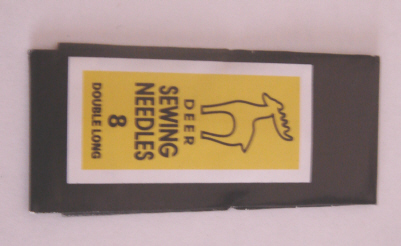 DEER
SEWING
NEEDLES
8
DOUBLE LONG